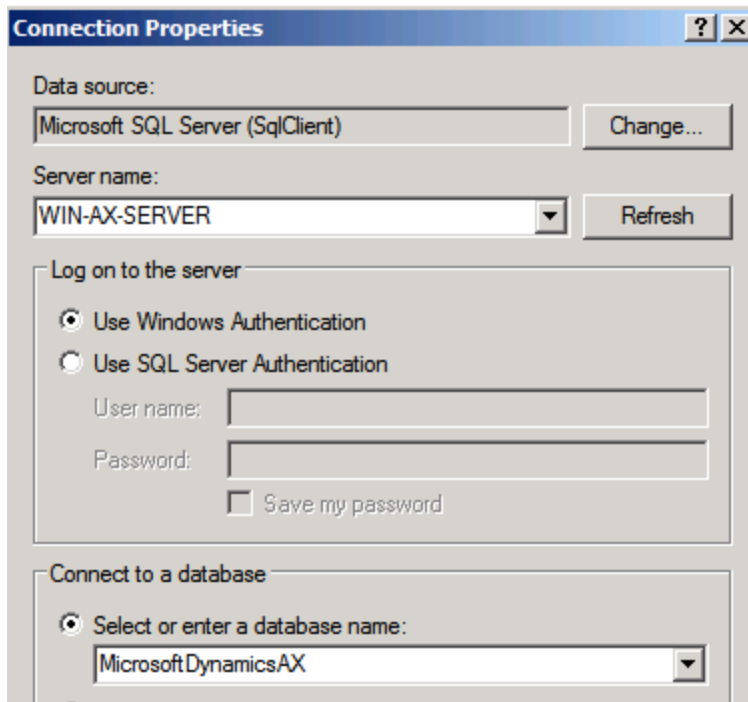 Connection Properties
Data source:
Microsoft SQL Server (SqlClient)
Change...
Server name:
WIN-AX-SERVER
Refresh
Log on to the server
Use Windows Authentication
Use SQL Server Authentication
User name:
Password:
Save my password
Connect to a database
Select or enter a database name:
MicrosoftDynamicsAX